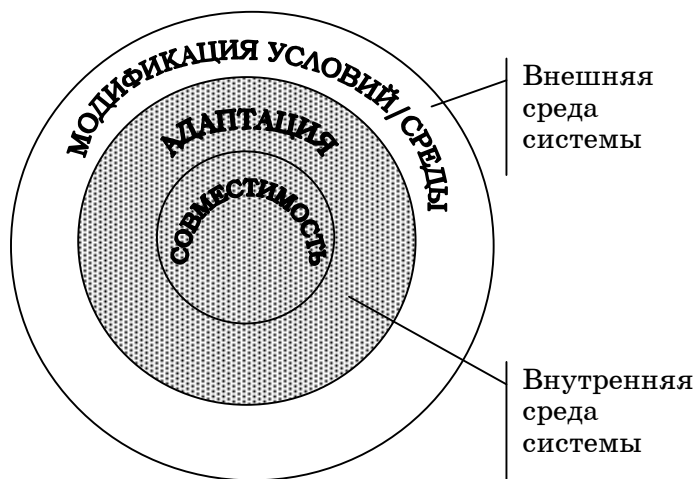 МОДИФИКАЦИЯ УСЛОВИЙ/СРЕДЫ
АДАПТАЦИЯ
СОВМЕСТИМОСТЬ
Внешняя
среда
системы
Внутренняя
среда
системы